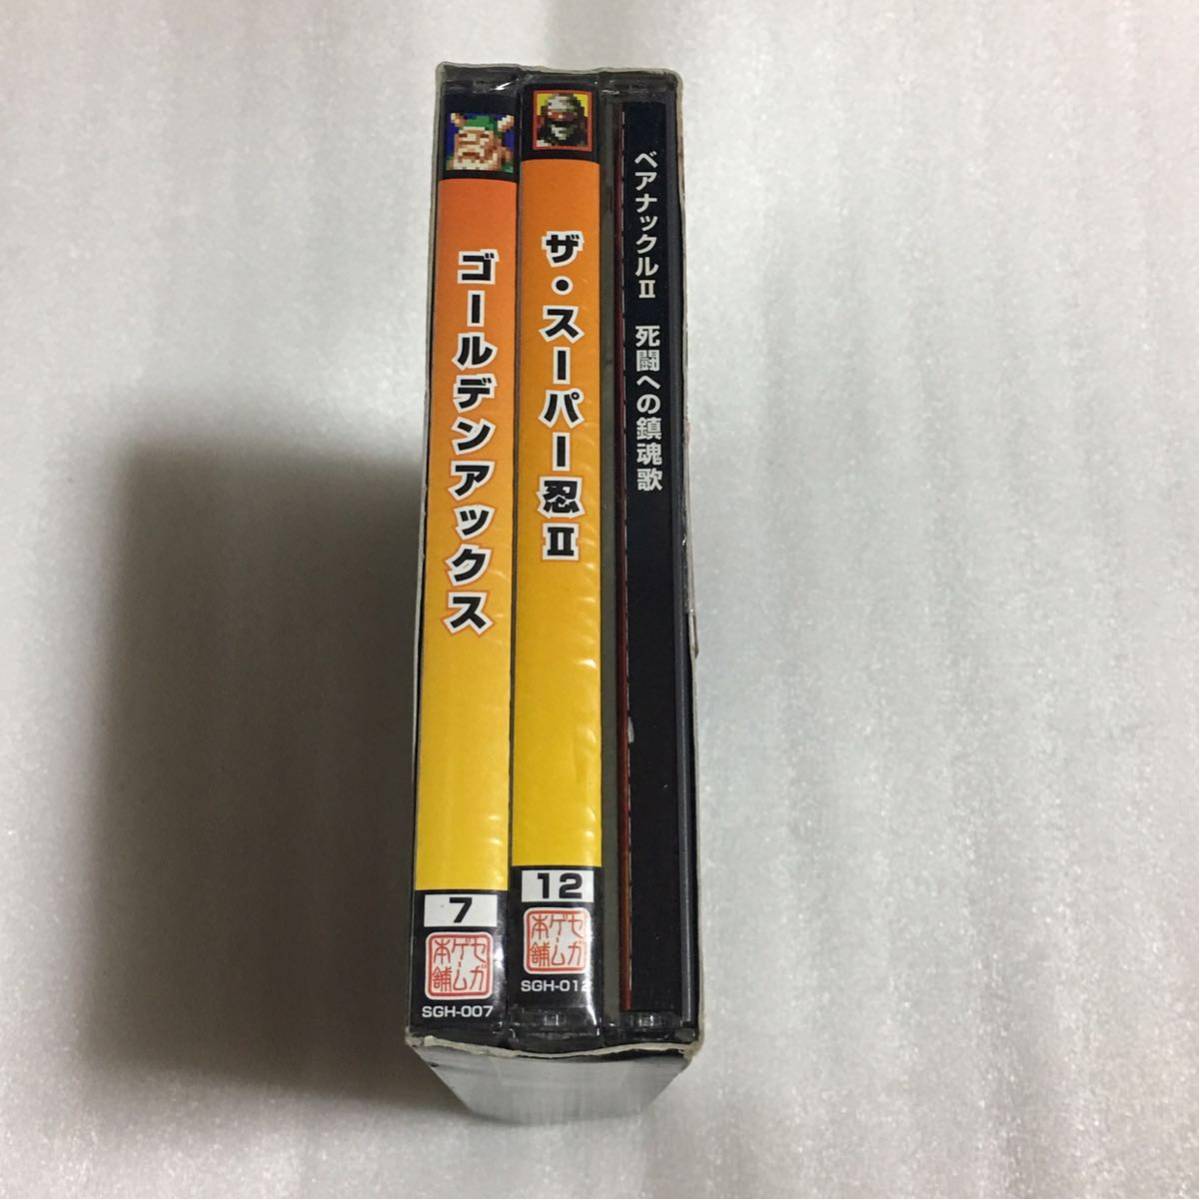 ゴールデンアックス
7
セガ
ゲーム
本舗
SGH-007
ザ・スーパー忍II
12
セガ
ゲーム
本舗
SGH-012
ベアナックルII 死闘への鎮魂歌